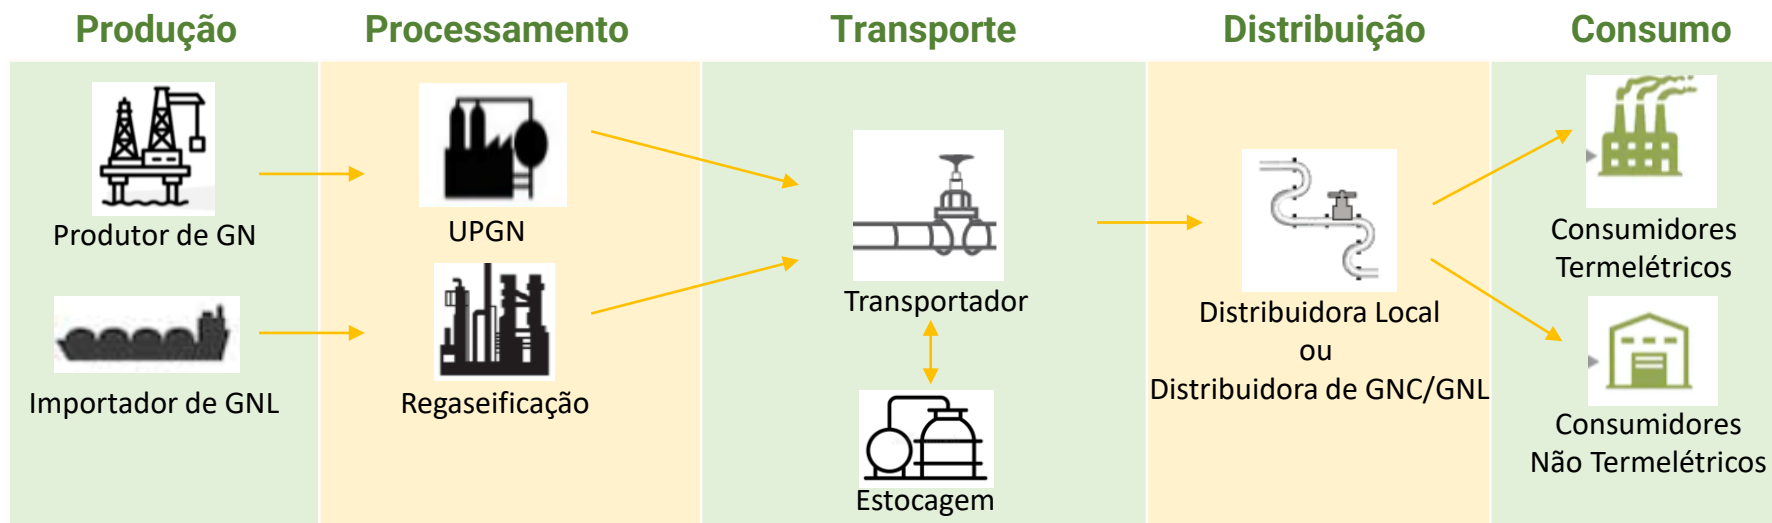 Produção
Processamento
Transporte
Distribuição
Consumo
Produtor de GN
Importador de GNL
UPGN
Regaseificação
Transportador
Estocagem
Distribuidora Local
ou
Distribuidora de GNC/GNL
Consumidores
Termelétricos
Consumidores
Não Termelétricos